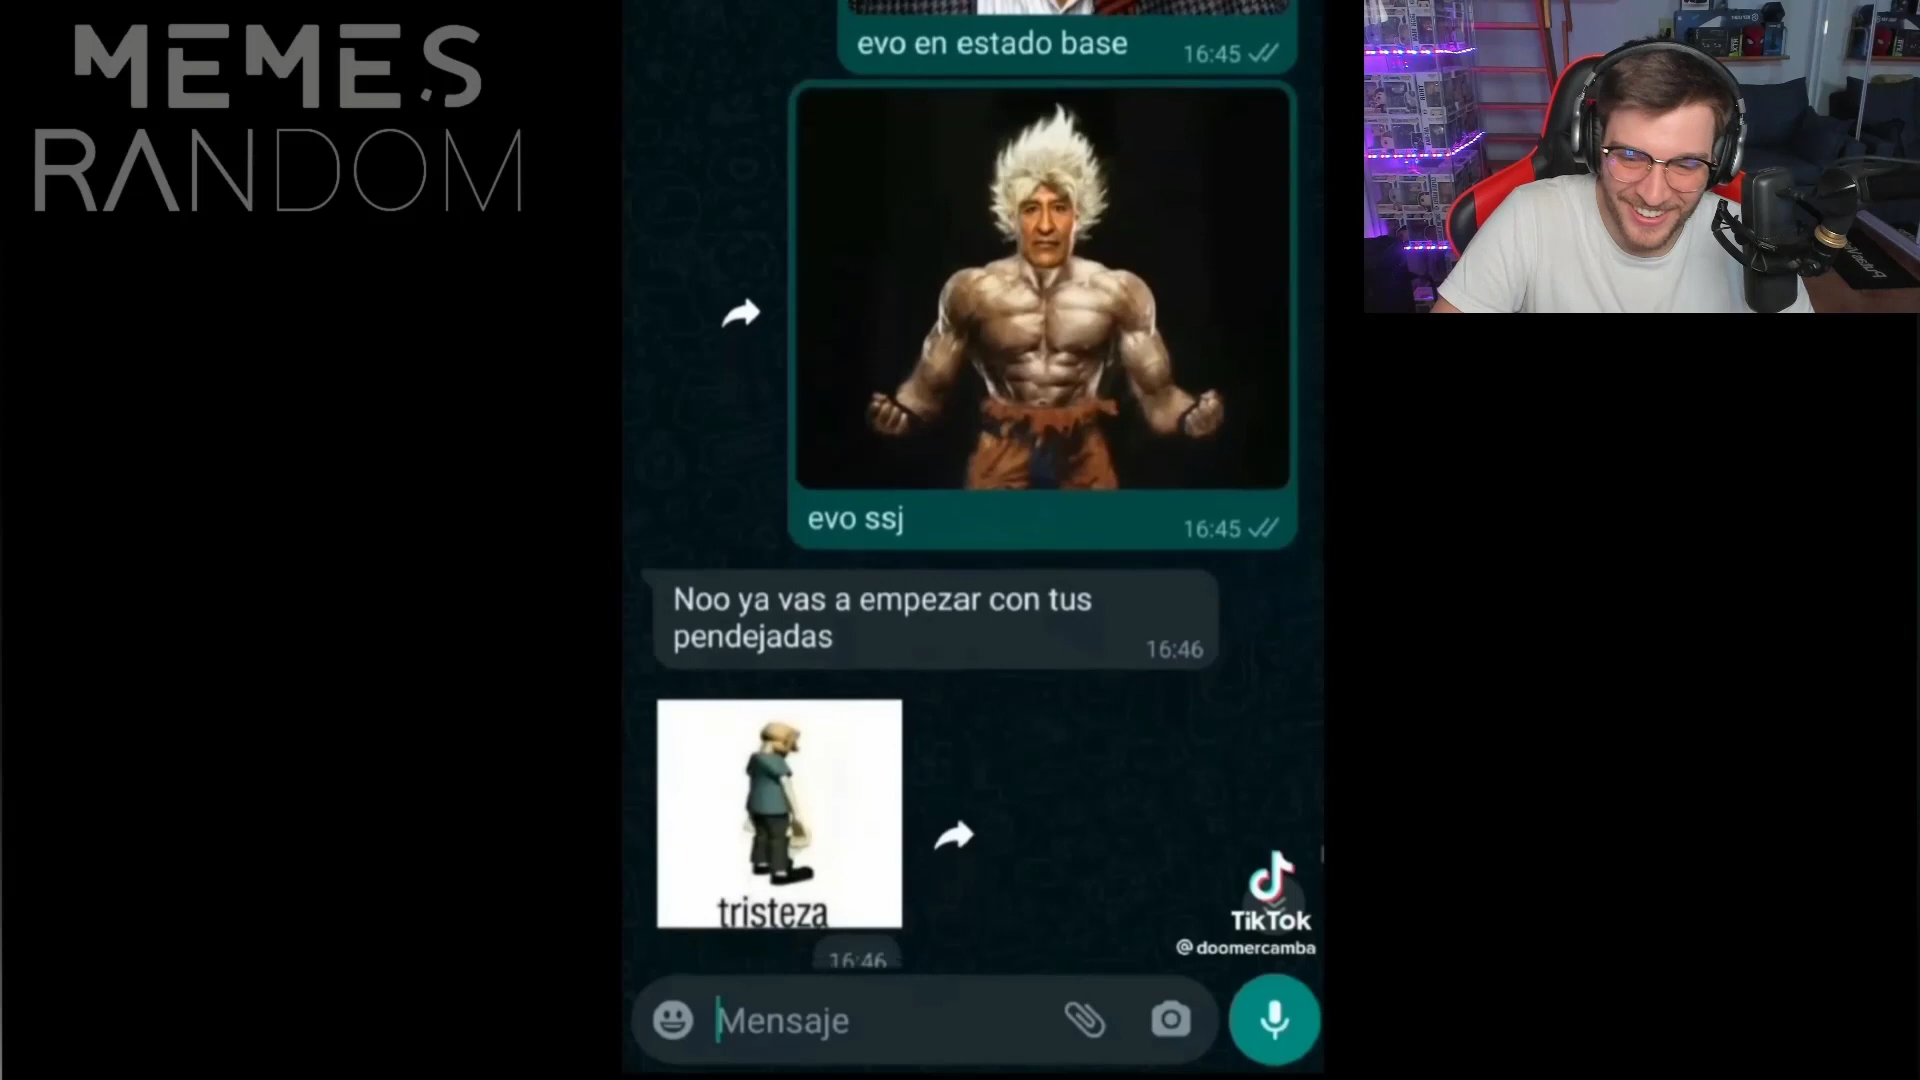 MEMES
RANDOM
evo en estado base
16:45
evo ssj
16:45
Noo ya vas a empezar con tus
pendejadas
16:46
tristeza
16:46
TikTok
@doomercamba
Mensaje